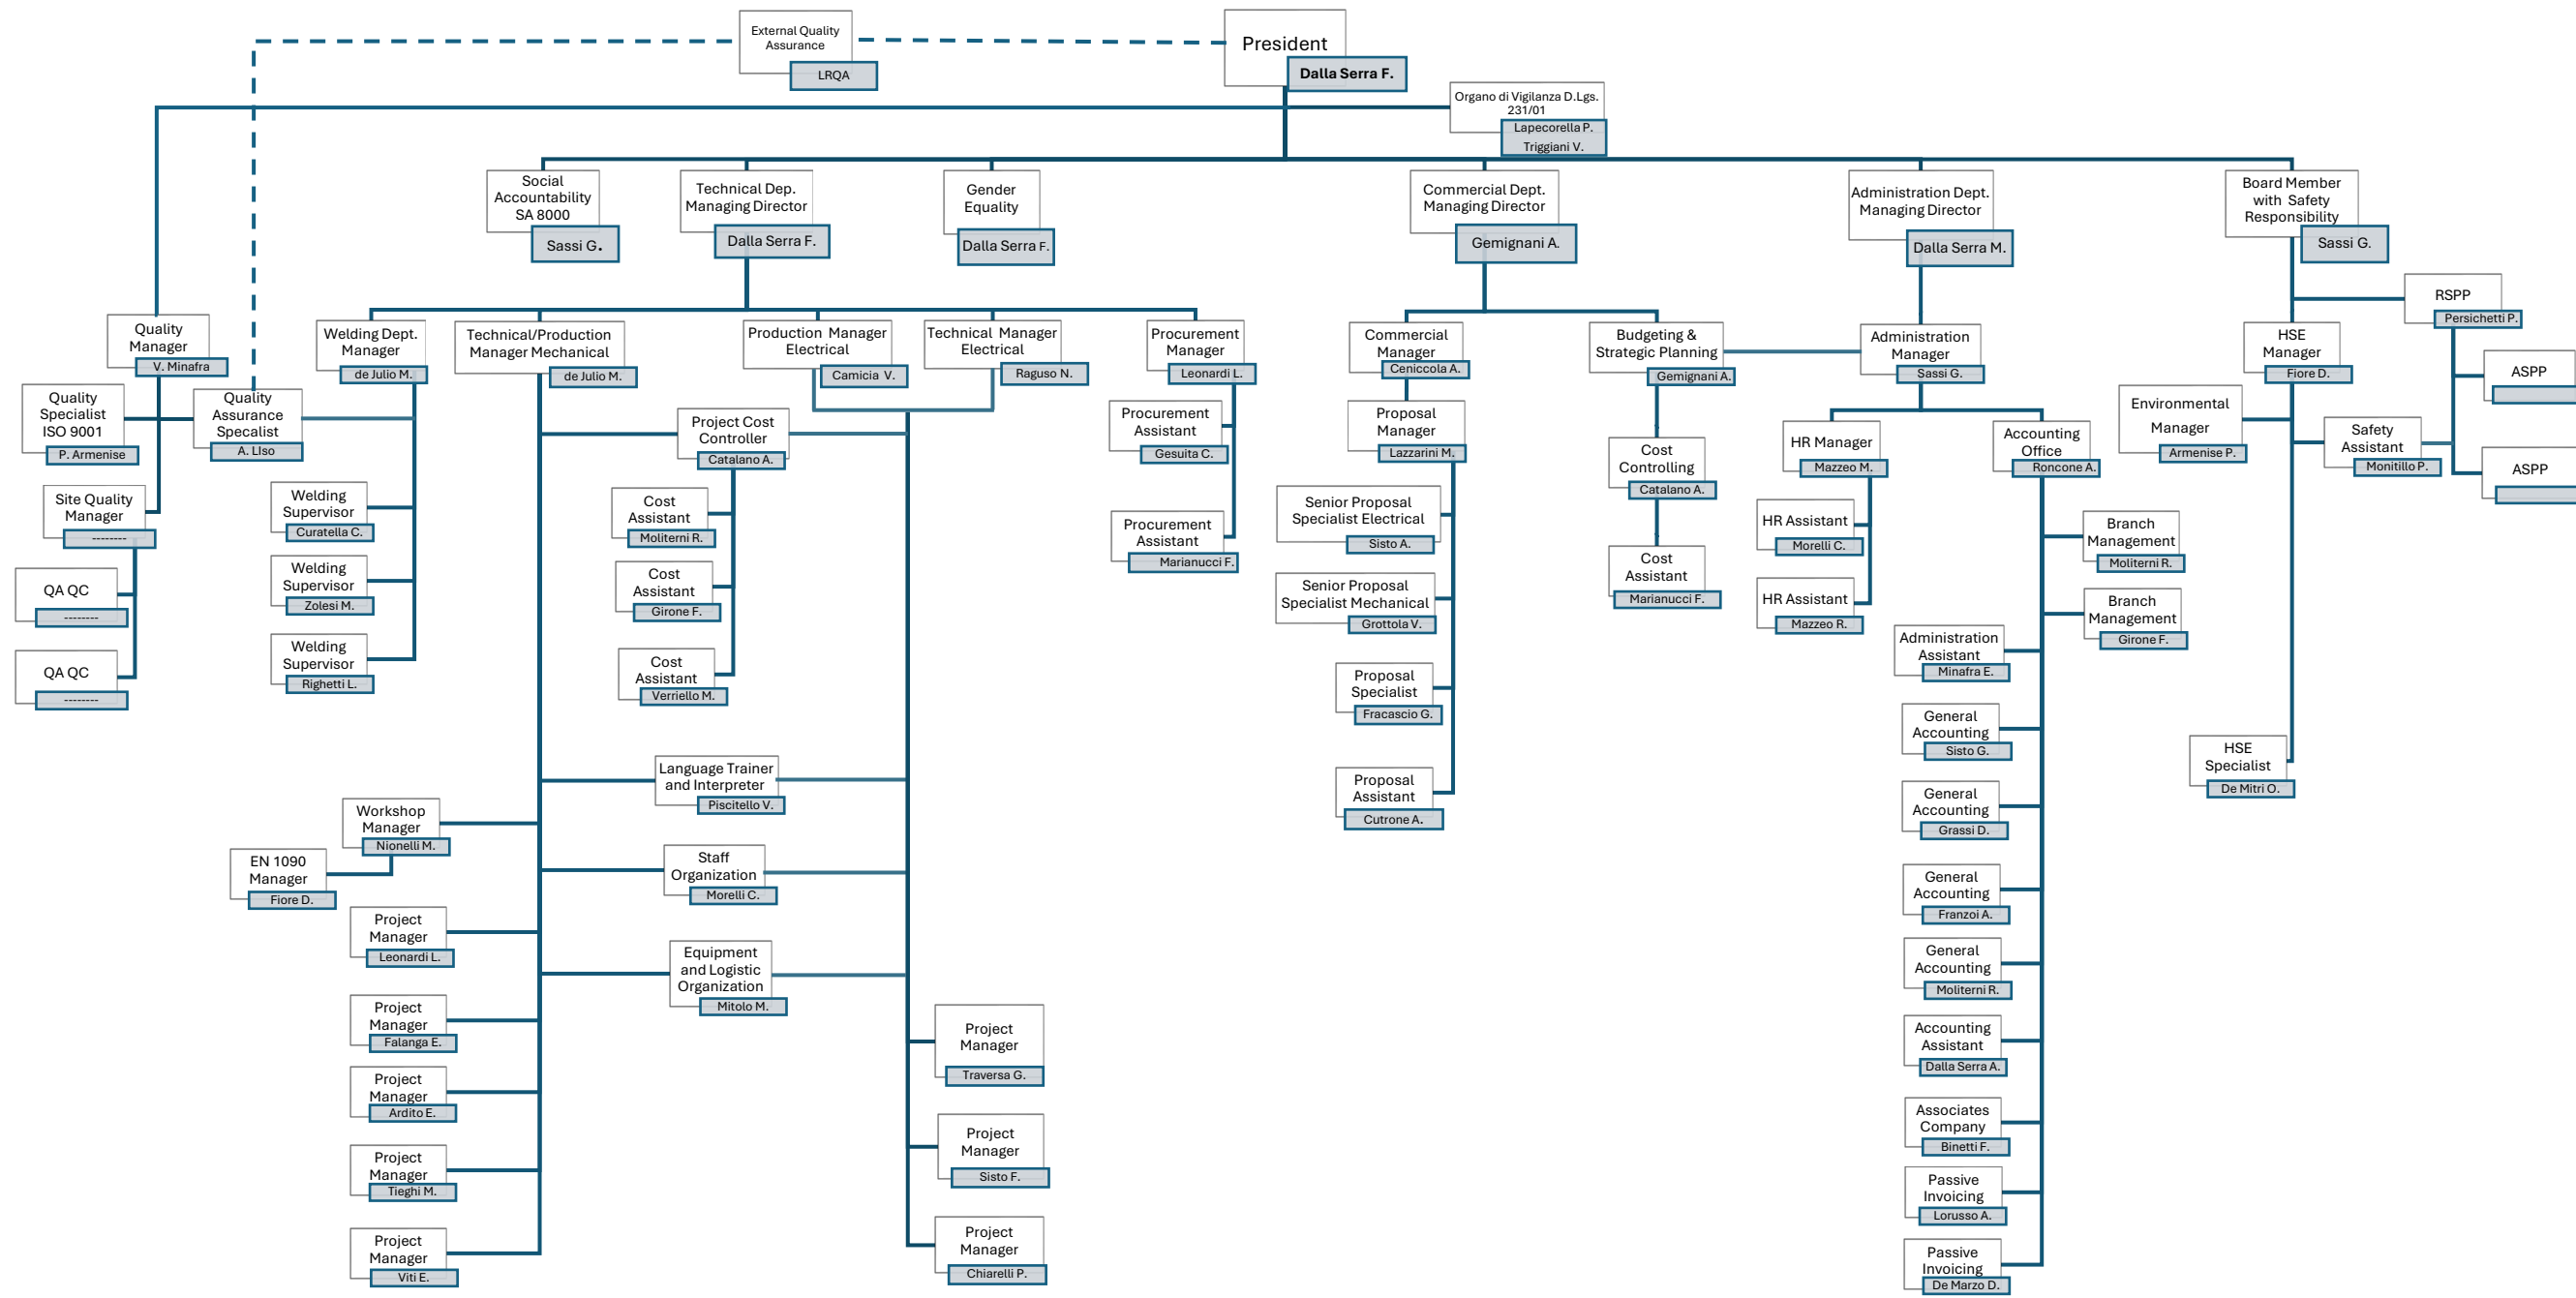 External Quality
Assurance
LRQA
President
Dalla Serra F.
Organo di Vigilanza D.Lgs.
231/01
Lapecorella P.
Triggiani V.
Social
Accountability
SA 8000
Sassi G.
Technical Dep.
Managing Director
Dalla Serra F.
Gender
Equality
Dalla Serra F.
Commercial Dept.
Managing Director
Gemignani A.
Administration Dept.
Managing Director
Dalla Serra M.
Board Member
with Safety
Responsibility
Sassi G.
RSPP
Persichetti P.
ASPP
ASPP
Quality
Manager
V. Minafra
Quality
Specialist
ISO 9001
P. Armenise
Quality
Assurance
Specalist
A. LIso
Site Quality
Manager
--------
QA QC
--------
QA QC
--------
Welding Dept.
Manager
de Julio M.
Welding
Supervisor
Curatella C.
Welding
Supervisor
Zolesi M.
Welding
Supervisor
Righetti L.
Technical/Production
Manager Mechanical
de Julio M.
Production Manager
Electrical
Camicia V.
Technical Manager
Electrical
Raguso N.
Project Cost
Controller
Catalano A.
Cost
Assistant
Moliterni R.
Cost
Assistant
Girone F.
Cost
Assistant
Verriello M.
Language Trainer
and Interpreter
Piscitello V.
Staff
Organization
Morelli C.
Equipment
and Logistic
Organization
Mitolo M.
Workshop
Manager
Nionelli M.
EN 1090
Manager
Fiore D.
Project
Manager
Leonardi L.
Project
Manager
Falanga E.
Project
Manager
Ardito E.
Project
Manager
Tieghi M.
Project
Manager
Viti E.
Project
Manager
Traversa G.
Project
Manager
Sisto F.
Project
Manager
Chiarelli P.
Procurement
Manager
Leonardi L.
Procurement
Assistant
Gesuita C.
Procurement
Assistant
Marianucci F.
Commercial
Manager
Ceniccola A.
Proposal
Manager
Lazzarini M.
Senior Proposal
Specialist Electrical
Sisto A.
Senior Proposal
Specialist Mechanical
Grottola V.
Proposal
Specialist
Fracascio G.
Proposal
Assistant
Cutrone A.
Budgeting &
Strategic Planning
Gemignani A.
Cost
Controlling
Catalano A.
Cost
Assistant
Marianucci F.
Administration
Manager
Sassi G.
HR Manager
Mazzeo M.
HR Assistant
Morelli C.
HR Assistant
Mazzeo R.
Accounting
Office
Roncone A.
Branch
Management
Moliterni R.
Branch
Management
Girone F.
Administration
Assistant
Minafra E.
General
Accounting
Sisto G.
General
Accounting
Grassi D.
General
Accounting
Franzoi A.
General
Accounting
Moliterni R.
Accounting
Assistant
Dalla Serra A.
Associates
Company
Binetti F.
Passive
Invoicing
Lorusso A.
Passive
Invoicing
De Marzo D.
HSE
Manager
Fiore D.
Environmental
Manager
Armenise P.
Safety
Assistant
Monitillo P.
HSE
Specialist
De Mitri O.